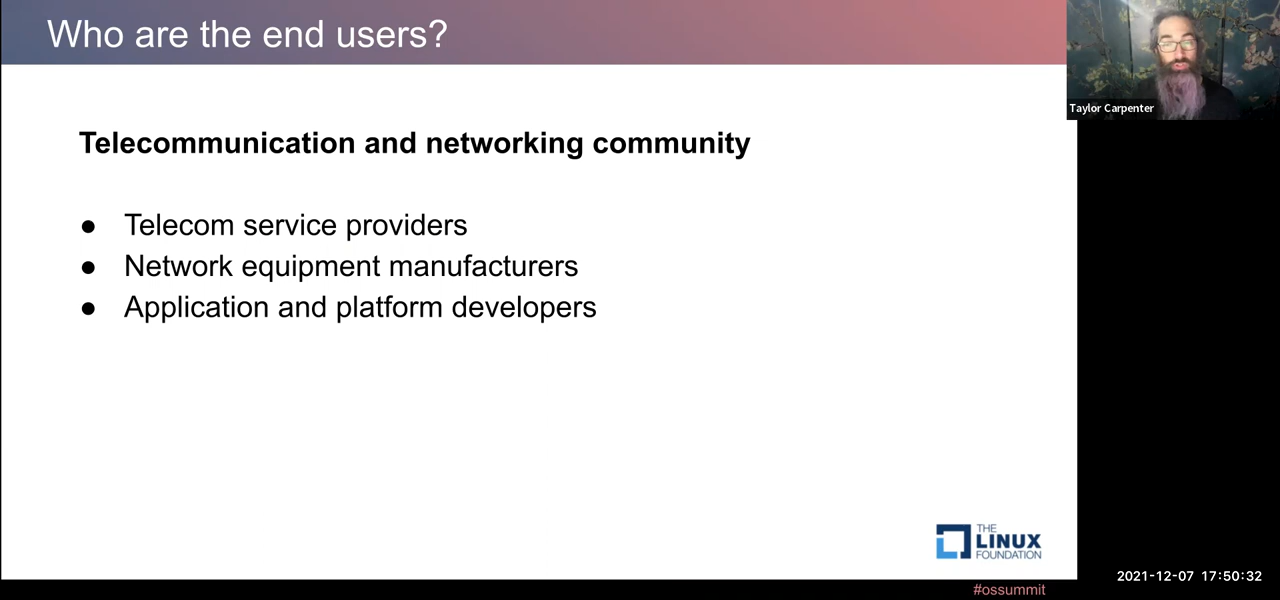 Who are the end users?
Taylor Carpenter
Telecommunication and networking community
● Telecom service providers
● Network equipment manufacturers
● Application and platform developers
THE
LINUX
FOUNDATION
2021-12-07 17:50:32
#ossummit